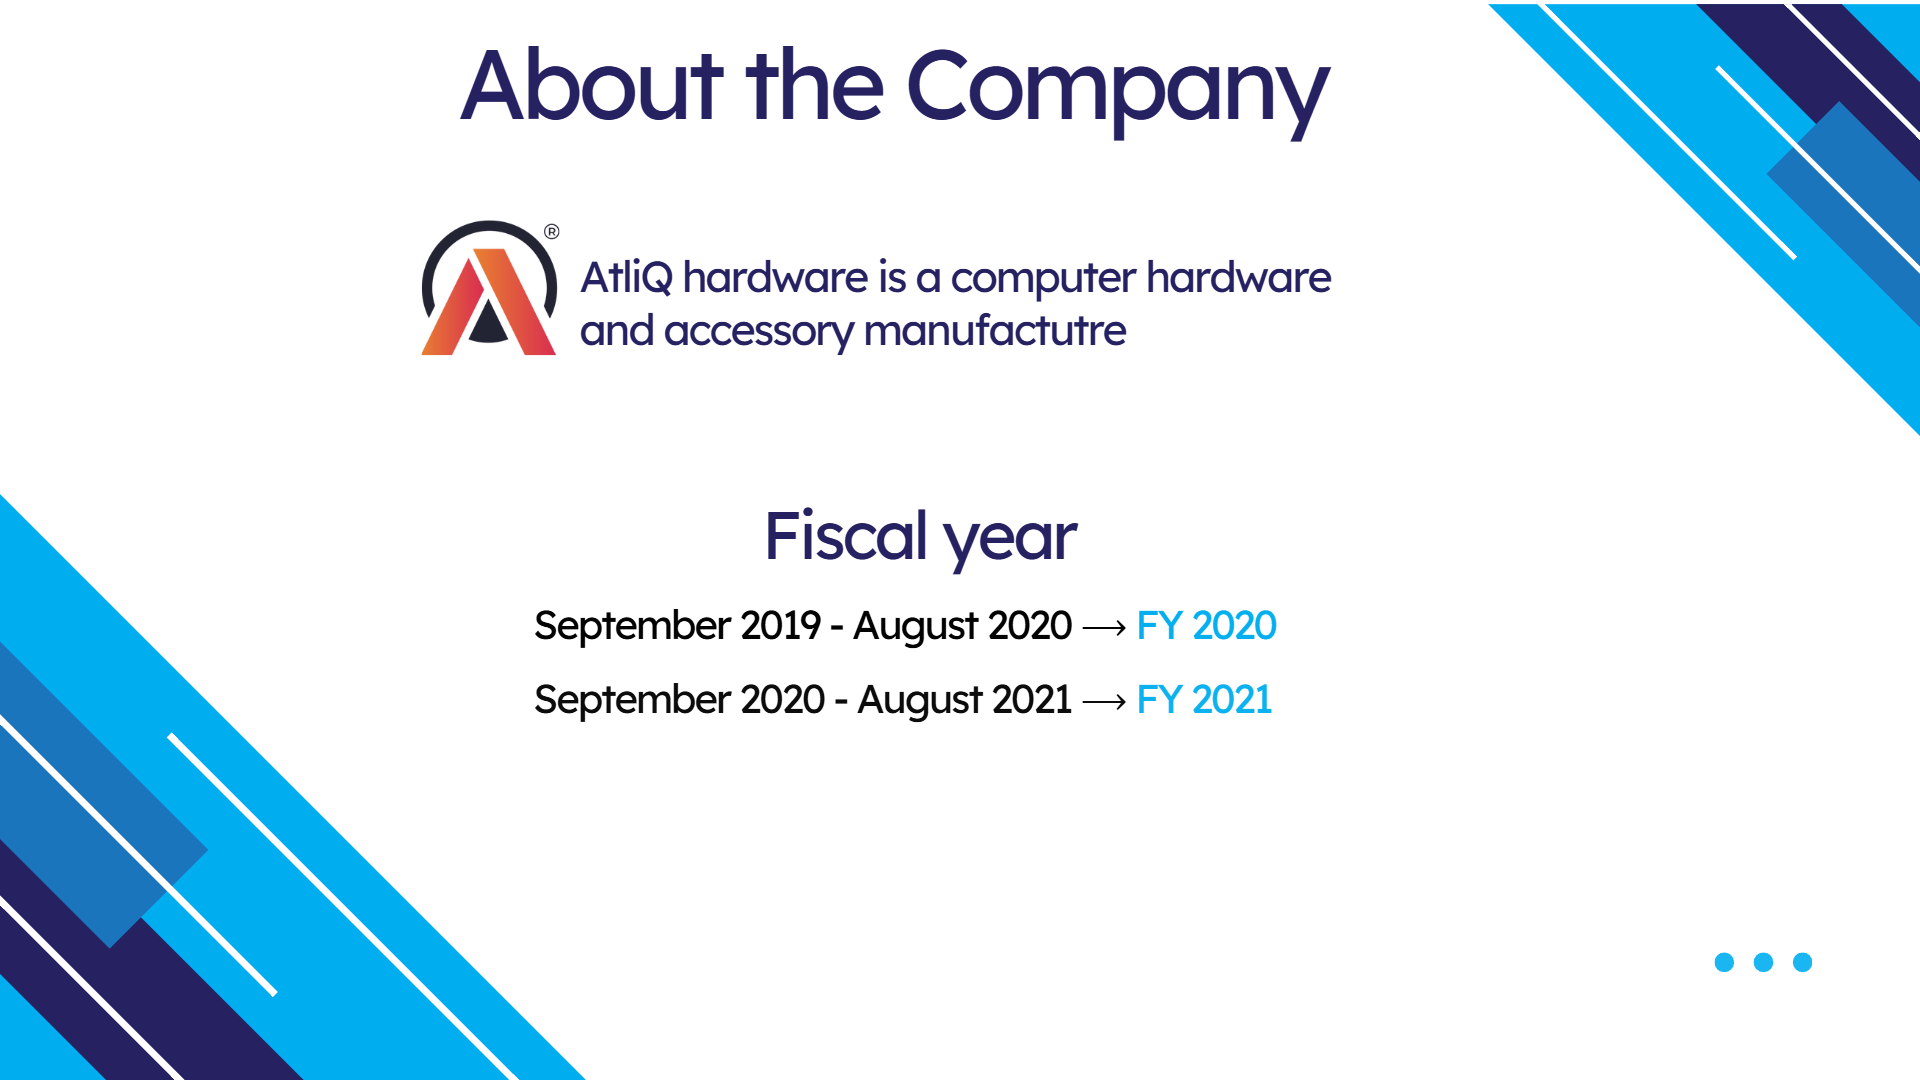 About the Company
®
AtliQ hardware is a computer hardware
and accessory manufactutre
Fiscal year
September 2019 - August 2020 ⟶ FY 2020
September 2020 - August 2021 ⟶ FY 2021